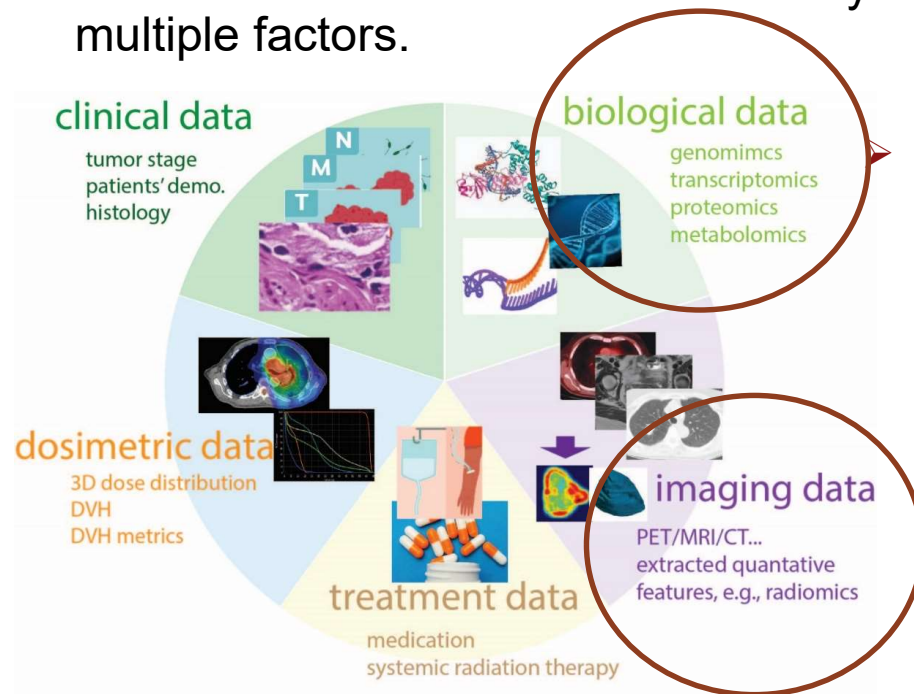 multiple factors.
clinical data
tumor stage
patients' demo.
histology
N
M
T
biological data
genomimcs
transcriptomics
proteomics
metabolomics
dosimetric data
3D dose distribution
DVH
DVH metrics
imaging data
PET/MRI/CT...
extracted quantative
features, e.g., radiomics
treatment data
medication
systemic radiation therapy